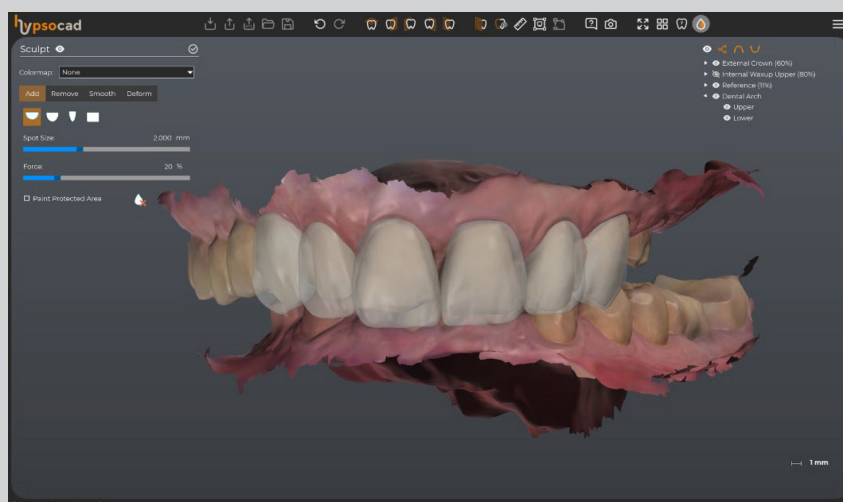 hypsocad
Sculpt
Colormap: None
Add Remove Smooth Deform
Spot Size: 2.000 mm
Force: 20 %
Paint Protected Area
External Crown (60%)
Internal Waxup Upper (80%)
Reference (11%)
Dental Arch
Upper
Lower
1 mm